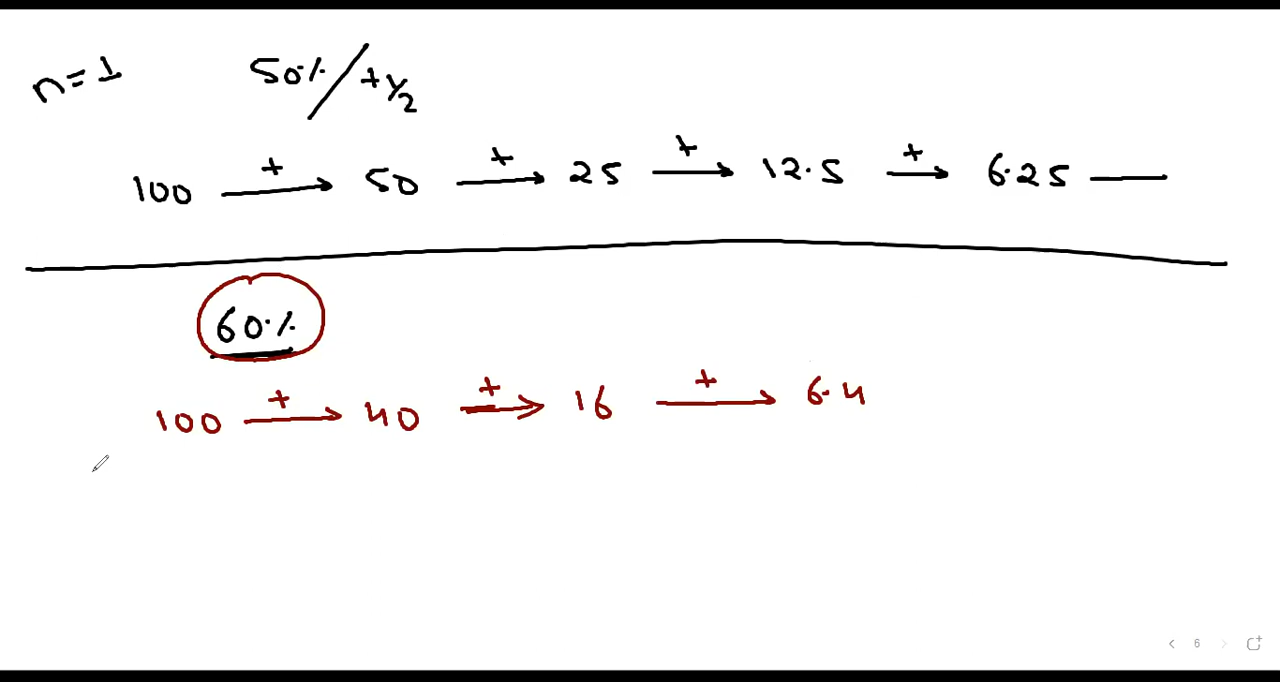 n=1 50%/t½
100 —t→ 50 —t→ 25 —t→ 12.5 —t→ 6.25 —
60%
100 —t→ 40 —t→ 16 —t→ 6.4
6